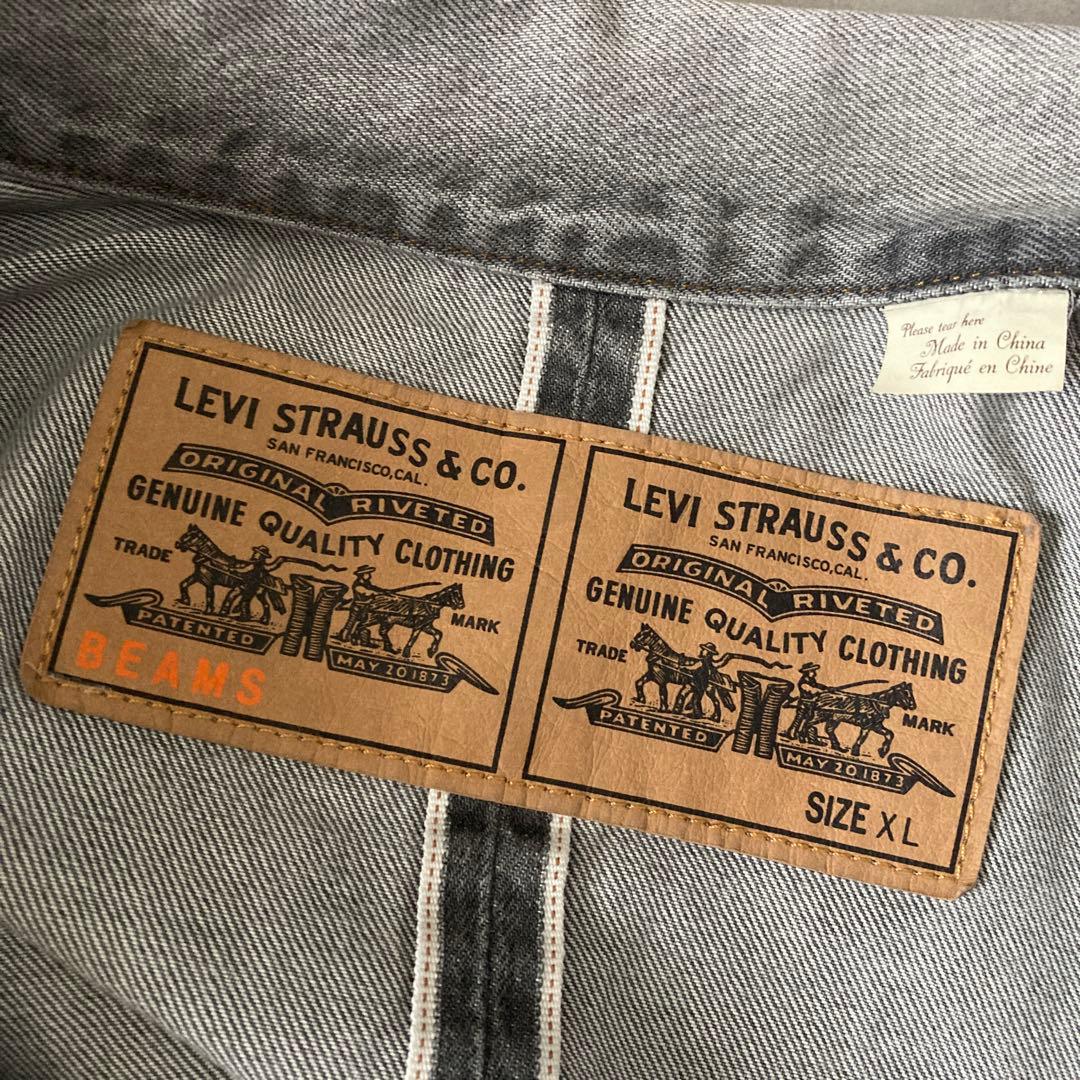 Please tear here
Made in China
Fabriqué en Chine
LEVI STRAUSS & CO.
SAN FRANCISCO, CAL.
ORIGINAL RIVETED
GENUINE QUALITY CLOTHING
TRADE MARK
PATENTED MAY 20 1873
BEAMS
LEVI STRAUSS & CO.
SAN FRANCISCO, CAL.
ORIGINAL RIVETED
GENUINE QUALITY CLOTHING
TRADE MARK
PATENTED MAY 20 1873
SIZE XL